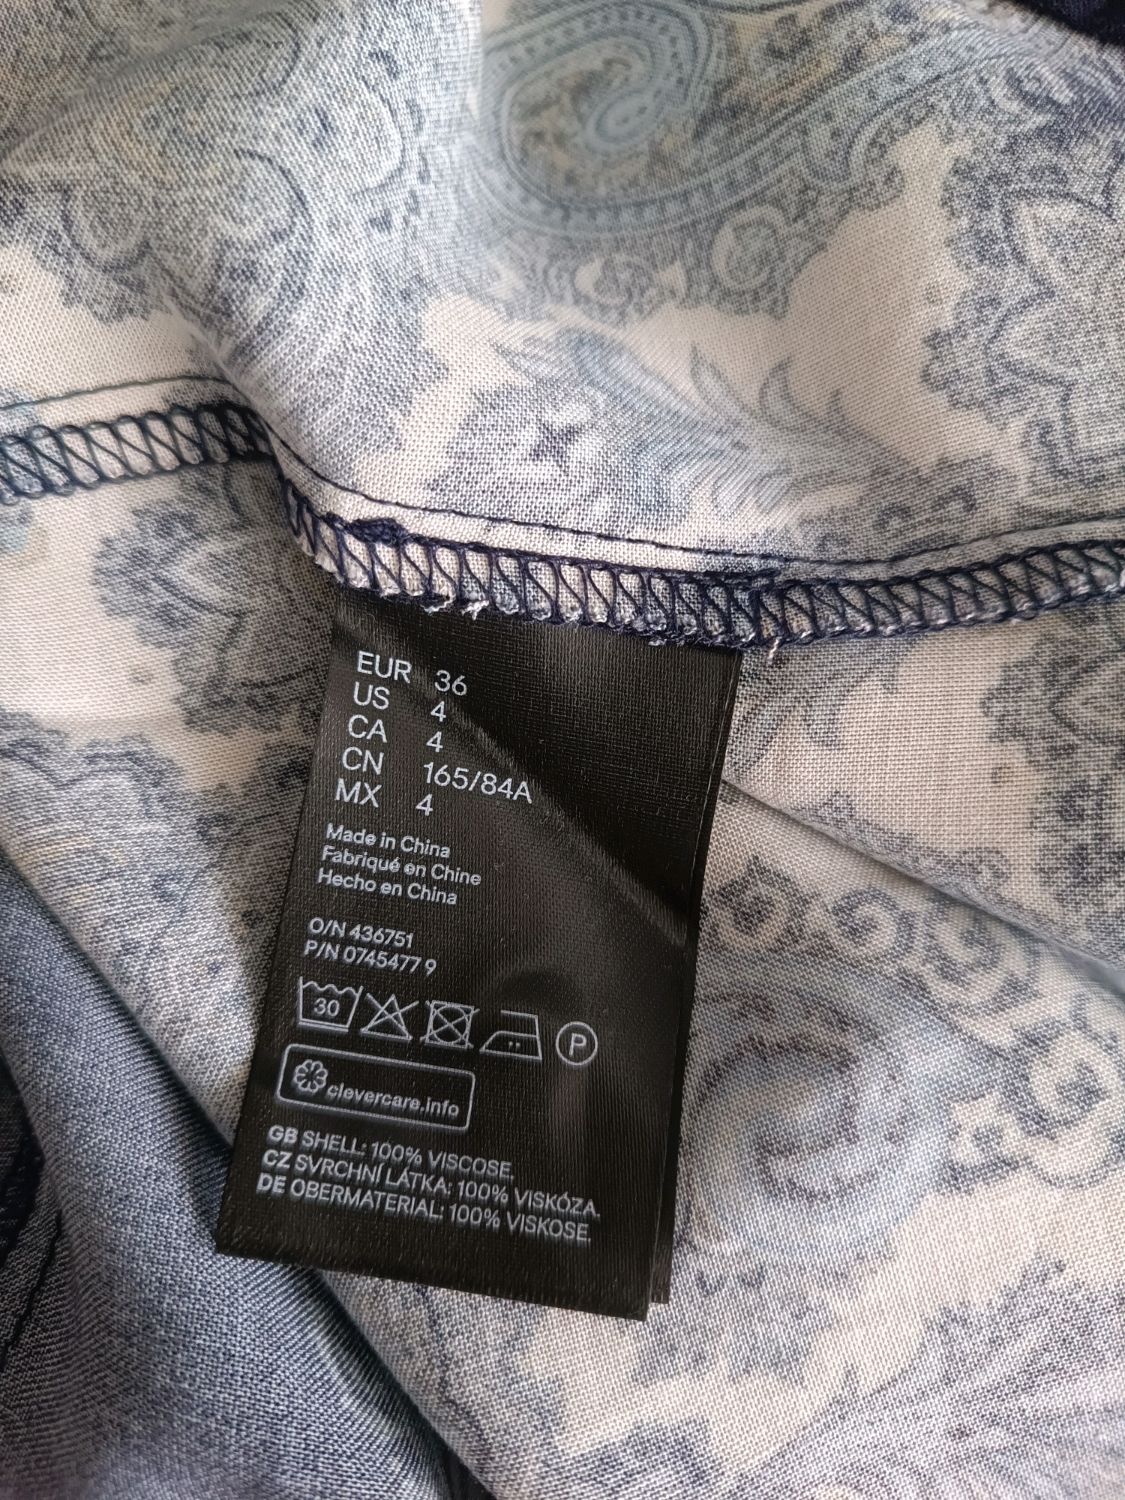 EUR 36
US 4
CA 4
CN 165/84A
MX 4
Made in China
Fabriqué en Chine
Hecho en China
O/N 436751
P/N 0745477 9
30 P
clevercare.info
GB SHELL: 100% VISCOSE.
CZ SVRCHNÍ LÁTKA: 100% VISKÓZA.
DE OBERMATERIAL: 100% VISKOSE.